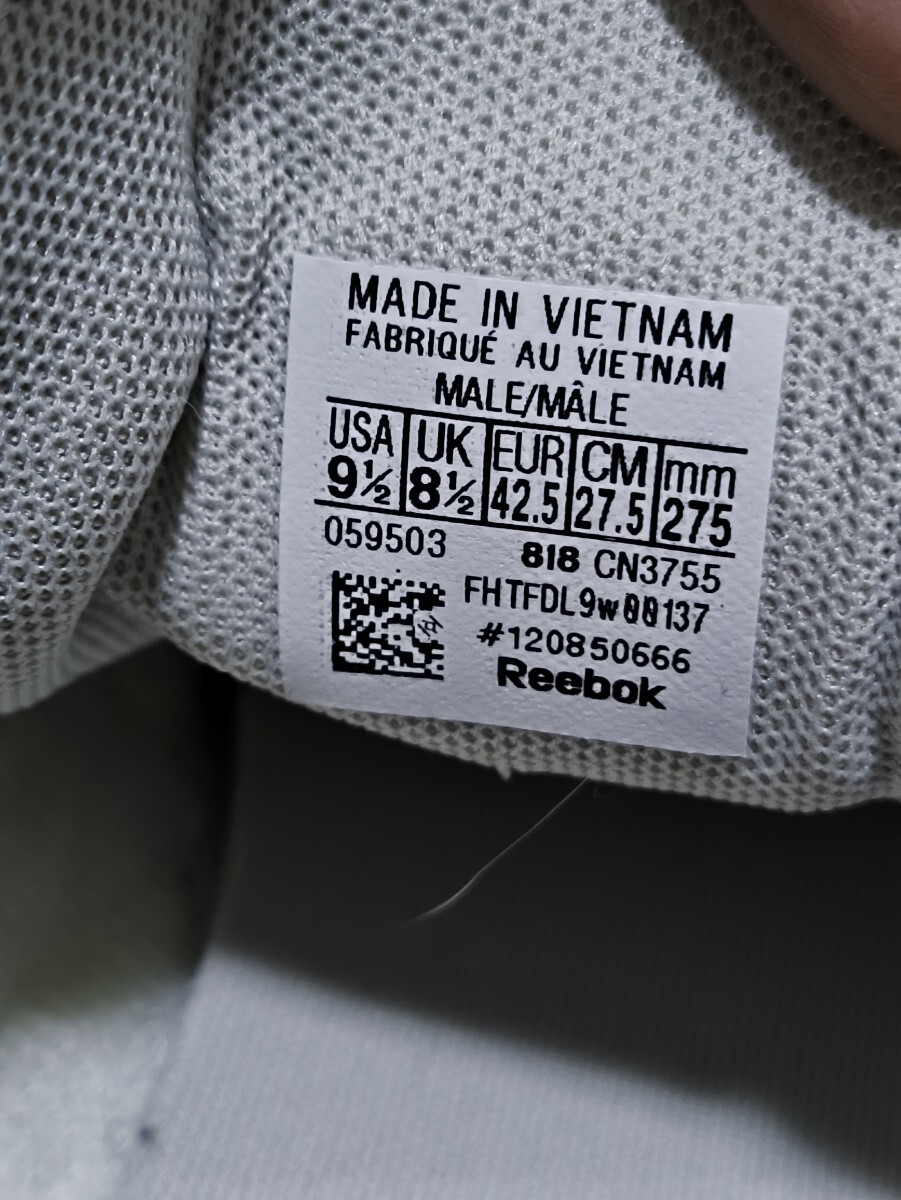 MADE IN VIETNAM
FABRIQUÉ AU VIETNAM
MALE/MÂLE
USA UK EUR CM mm
9½ 8½ 42.5 27.5 275
059503 818 CN3755
FHTFDL9w00137
#120850666
Reebok